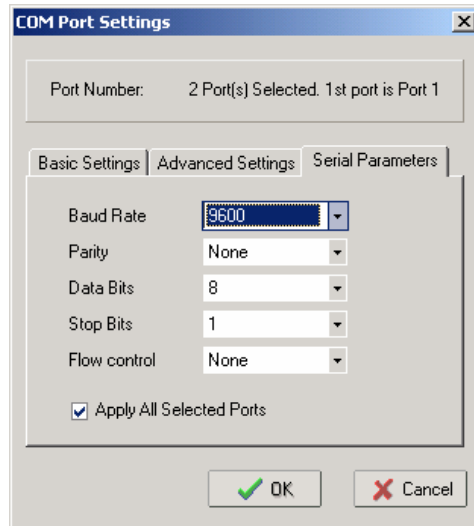 COM Port Settings
Port Number: 2 Port(s) Selected. 1st port is Port 1
Basic Settings Advanced Settings Serial Parameters
Baud Rate 9600
Parity None
Data Bits 8
Stop Bits 1
Flow control None
Apply All Selected Ports
OK Cancel